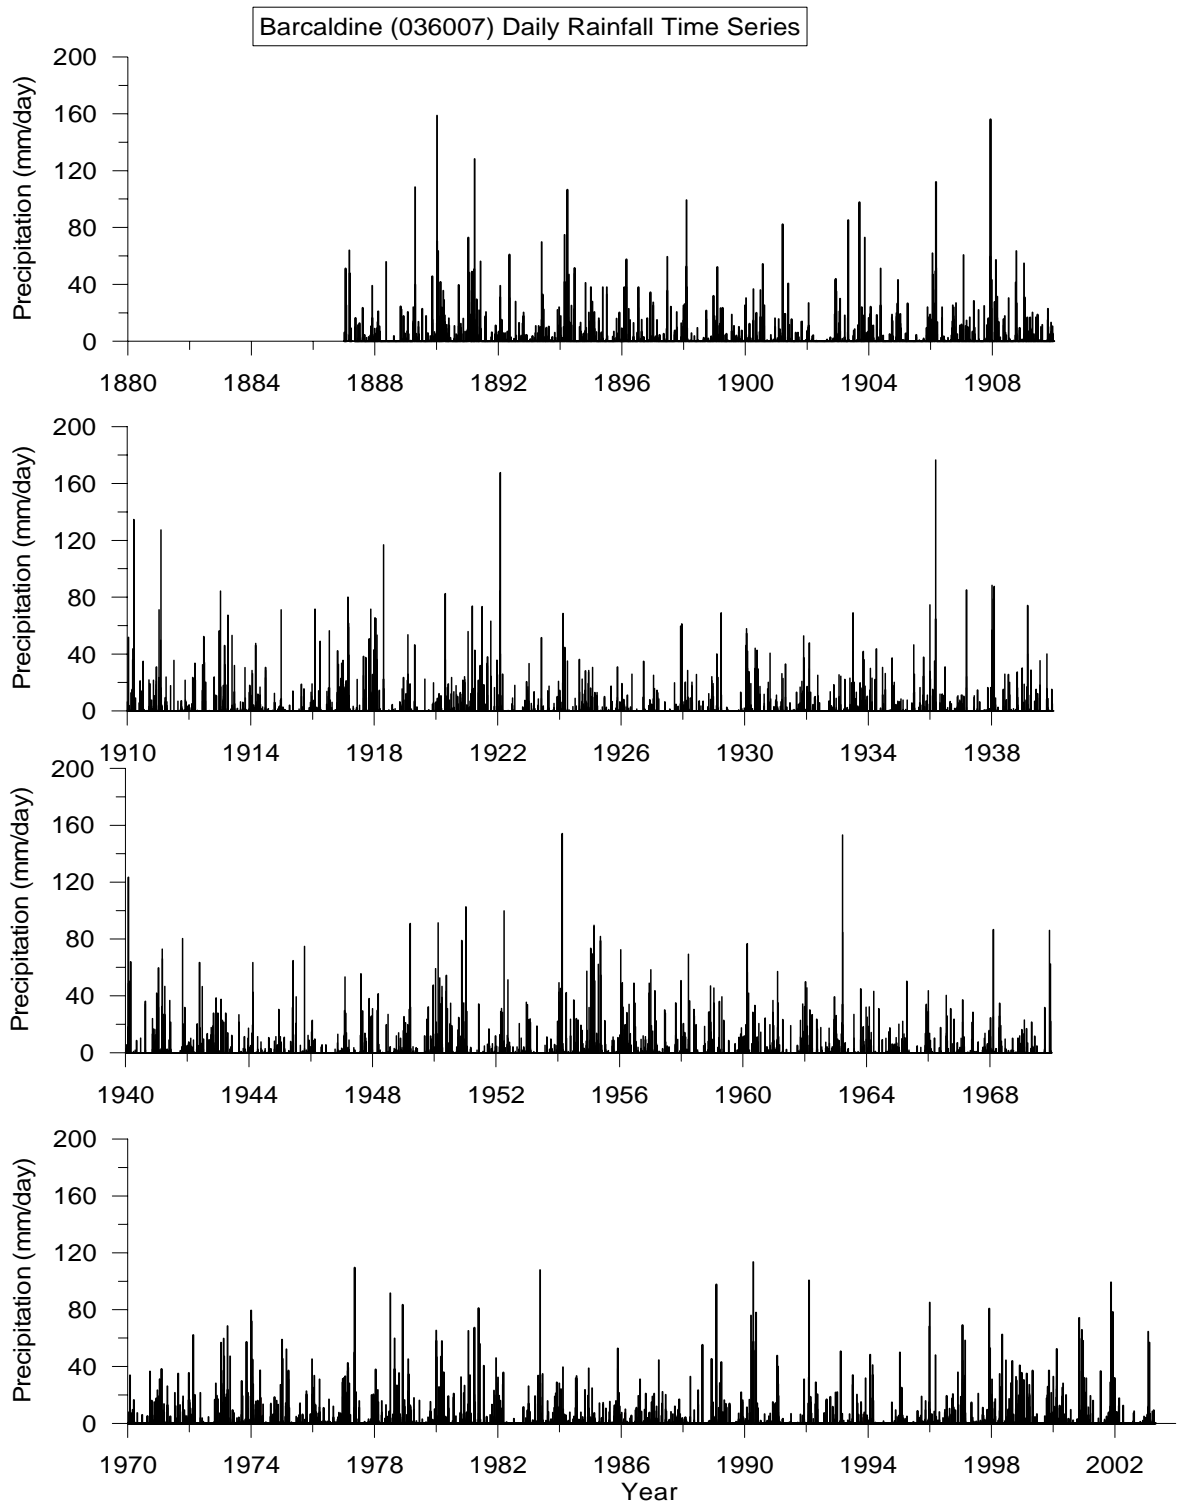 Barcaldine (036007) Daily Rainfall Time Series
Precipitation (mm/day)
200
160
120
80
40
0
1880 1884 1888 1892 1896 1900 1904 1908
Precipitation (mm/day)
200
160
120
80
40
0
1910 1914 1918 1922 1926 1930 1934 1938
Precipitation (mm/day)
200
160
120
80
40
0
1940 1944 1948 1952 1956 1960 1964 1968
Precipitation (mm/day)
200
160
120
80
40
0
1970 1974 1978 1982 1986 1990 1994 1998 2002
Year